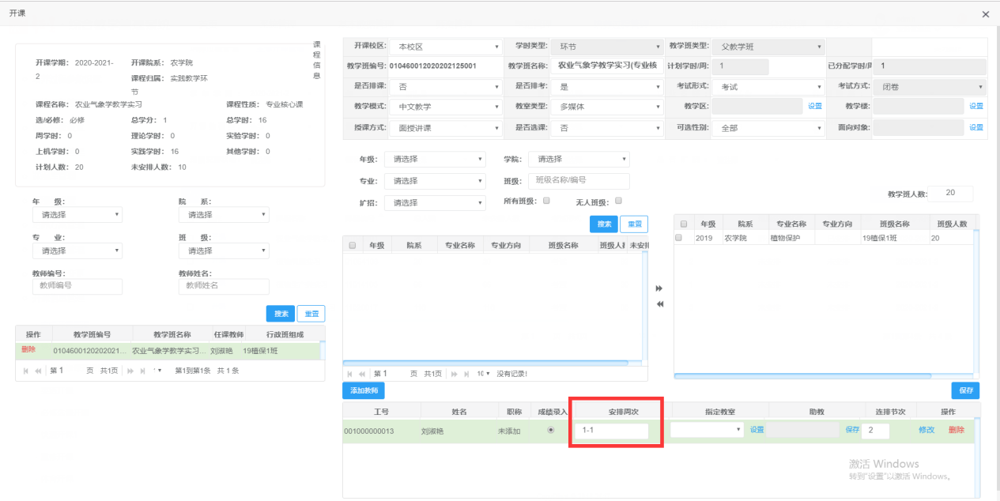 开课
课程信息
开课学期： 2020-2021-2 开课院系： 农学院
课程归属： 实践教学环节
课程名称： 农业气象学教学实习 课程性质： 专业核心课
选/必修： 必修 总学分： 1 总学时： 16
周学时： 0 理论学时： 0 实验学时： 0
上机学时： 0 实践学时： 16 其他学时： 0
计划人数： 20 未安排人数： 10
年 级: 院 系:
请选择 请选择
专 业: 班 级:
请选择 请选择
教师编号: 教师姓名:
教师编号 教师姓名
搜索 重置
操作 教学班编号 教学班名称 任课教师 行政班组成
删除 0104600120202021... 农业气象学教学实习... 刘淑艳 19植保1班
第 1 页 共1页 1 第1到第1条 共 1 条
开课校区: 本校区 学时类型: 环节 教学班类型: 父教学班
教学班编号: 010460012020202125001 教学班名称: 农业气象学教学实习(专业核 计划学时/周: 1 已分配学时/周 1
是否排课: 否 是否排考: 是 考试形式: 考试 考试方式: 闭卷
教学模式: 中文教学 教室类型: 多媒体 教学区: 设置 教学楼: 设置
授课方式: 面授讲课 是否选课: 否 可选性别: 全部 面向对象: 设置
年级: 请选择 学院: 请选择
专业: 请选择 班级: 班级名称/编号
扩招: 请选择 所有班级: 无人班级:
搜索 重置
年级 院系 专业名称 专业方向 班级名称 班级人 未安排
第 1 页 共1页 10 没有记录!
教学班人数: 20
年级 院系 专业名称 专业方向 班级名称 班级人数
2019 农学院 植物保护 19植保1班 20
添加教师 保存
工号 姓名 职称 成绩录入 安排周次 指定教室 助教 连排节次 操作
001000000013 刘淑艳 未添加 1-1 设置 保存 2 修改 删除
激活 Windows
转到"设置"以激活 Windows。